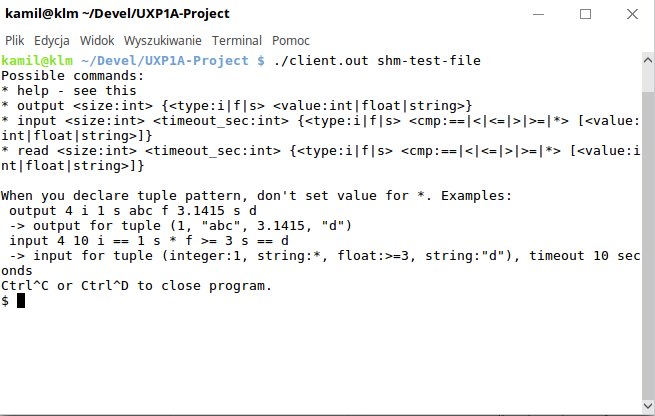 kamil@klm ~/Devel/UXP1A-Project
Plik Edycja Widok Wyszukiwanie Terminal Pomoc
kamil@klm ~/Devel/UXP1A-Project $ ./client.out shm-test-file
Possible commands:
* help - see this
* output <size:int> {<type:i|f|s> <value:int|float|string>}
* input <size:int> <timeout_sec:int> {<type:i|f|s> <cmp:==|<|<=|>|>=|*> [<value:
int|float|string>]}
* read <size:int> <timeout_sec:int> {<type:i|f|s> <cmp:==|<|<=|>|>=|*> [<value:i
nt|float|string>]}

When you declare tuple pattern, don't set value for *. Examples:
 output 4 i 1 s abc f 3.1415 s d
 -> output for tuple (1, "abc", 3.1415, "d")
 input 4 10 i == 1 s * f >= 3 s == d
 -> input for tuple (integer:1, string:*, float:>=3, string:"d"), timeout 10 sec
onds
Ctrl^C or Ctrl^D to close program.
$